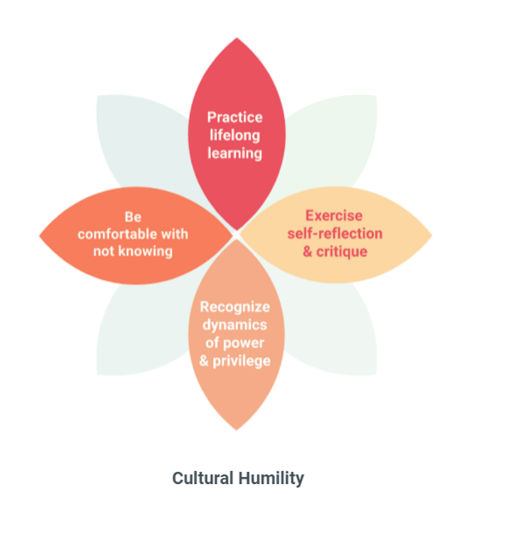 Practice
lifelong
learning
Be
comfortable with
not knowing
Exercise
self-reflection
& critique
Recognize
dynamics
of power
& privilege
Cultural Humility